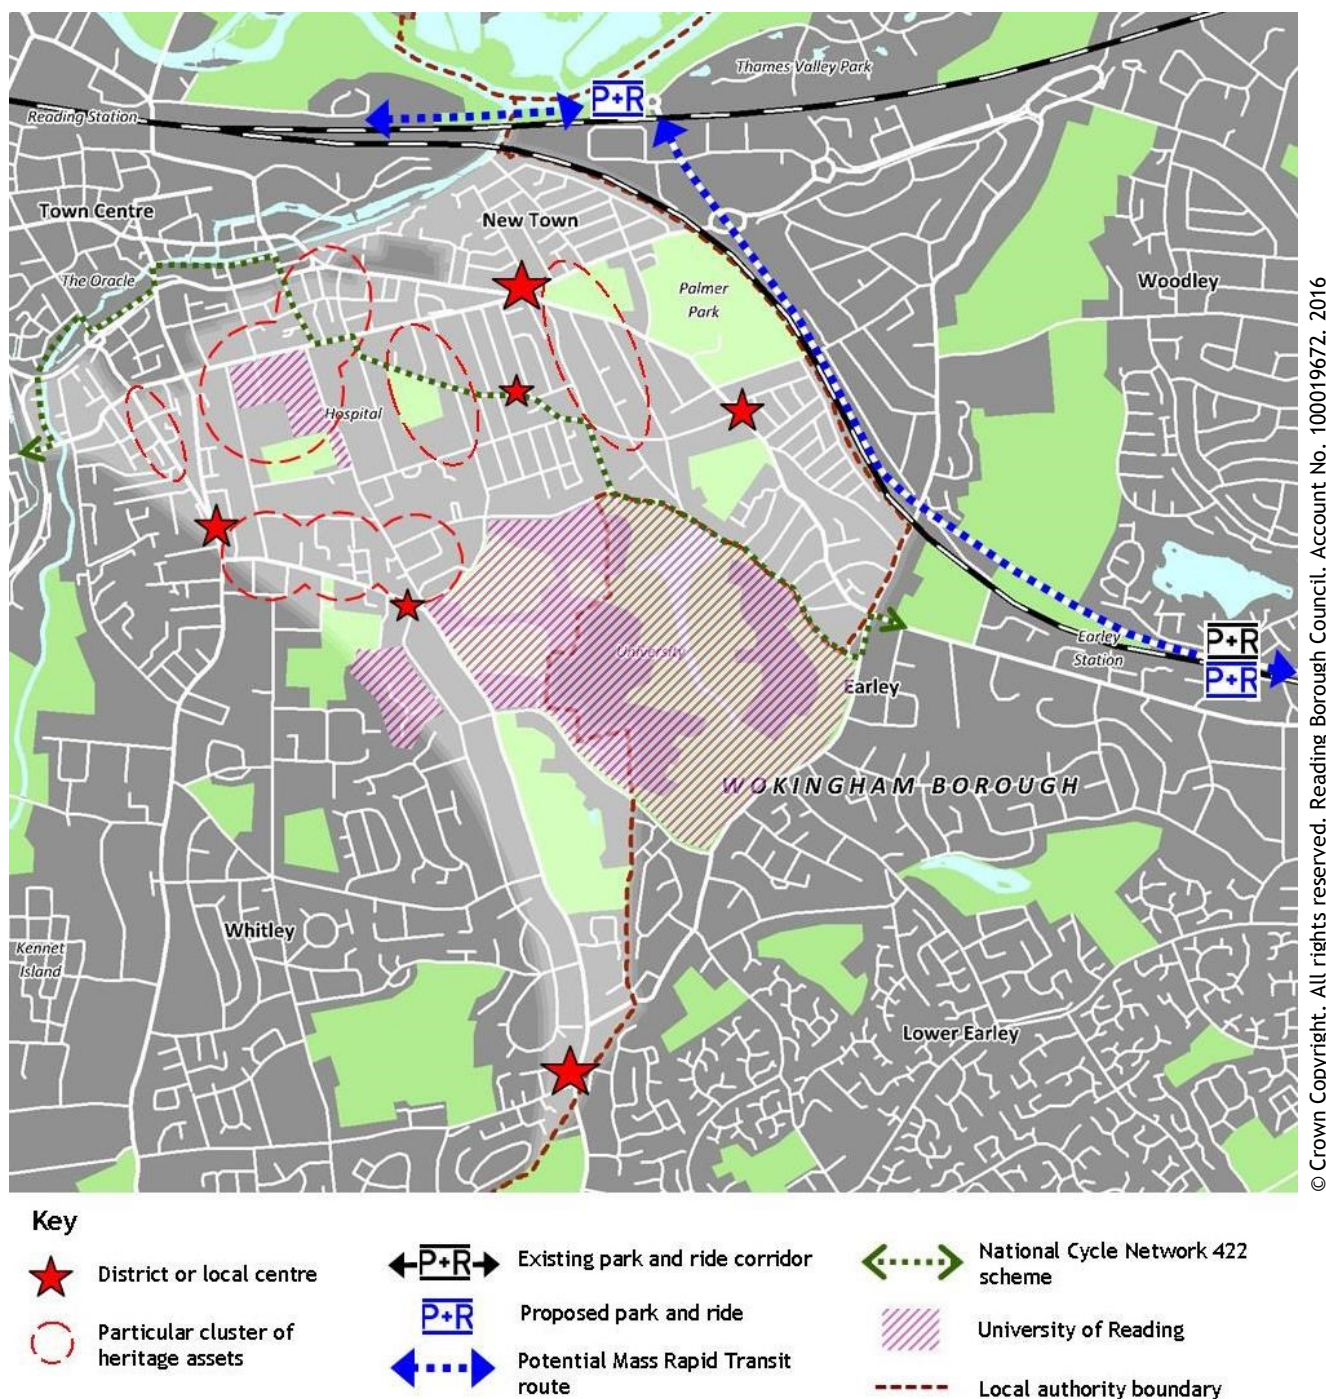 Thames Valley Park
P+R
Reading Station
Town Centre
New Town
The Oracle
Palmer
Park
Woodley
Hospital
University
Earley
Earley
Station
P+R
P+R
WOKINGHAM BOROUGH
Whitley
Kennet
Island
Lower Earley
© Crown Copyright. All rights reserved. Reading Borough Council. Account No. 100019672. 2016
Key
District or local centre
Particular cluster of
heritage assets
P+R
Existing park and ride corridor
P+R
Proposed park and ride
Potential Mass Rapid Transit
route
National Cycle Network 422
scheme
University of Reading
Local authority boundary